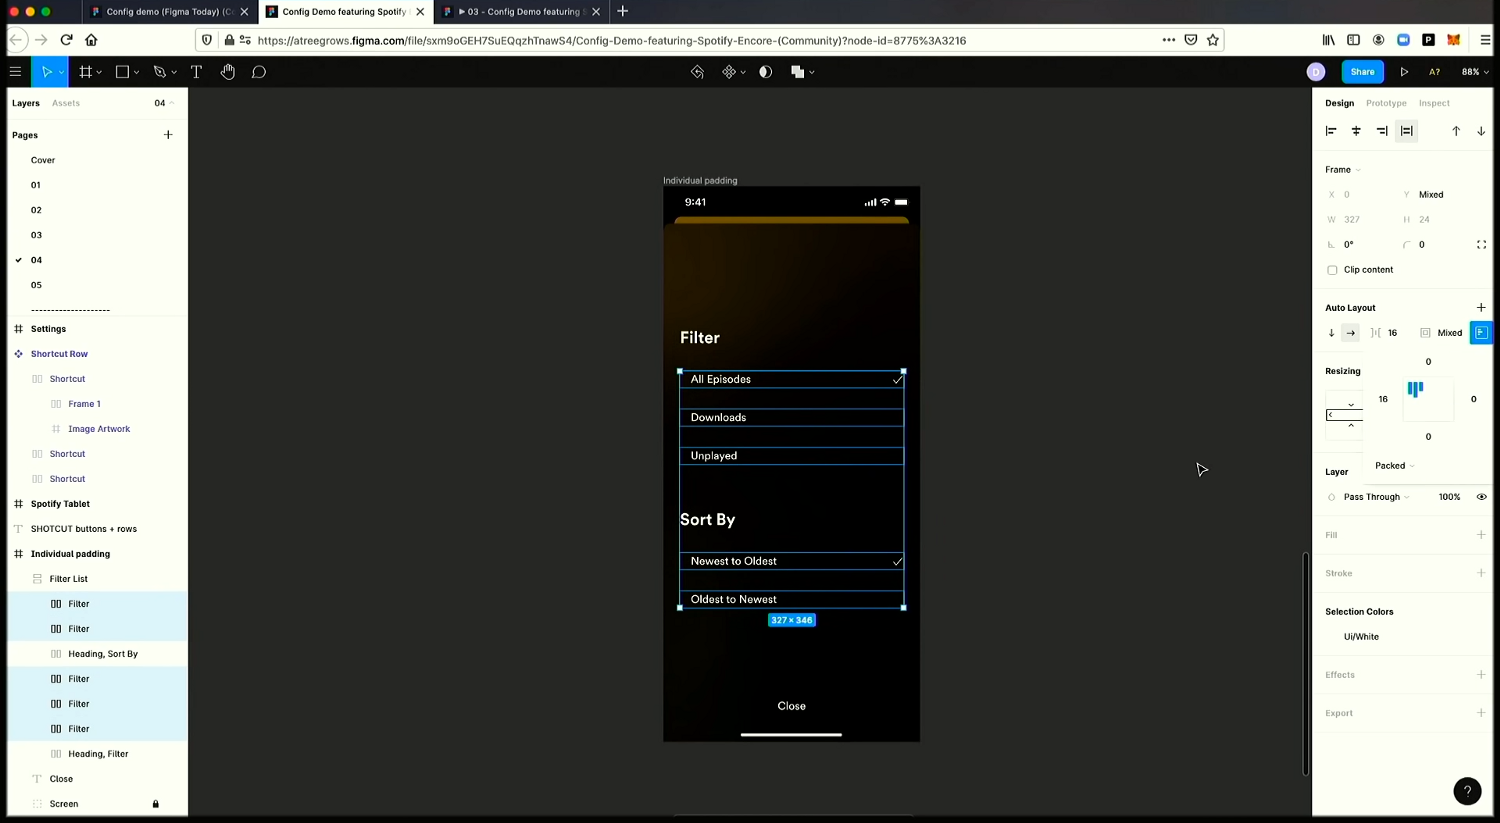 Config demo (Figma Today) (Co
Config Demo featuring Spotify
03 - Config Demo featuring S
https://atreegrows.figma.com/file/sxm9oGEH7SuEQqzhTnawS4/Config-Demo-featuring-Spotify-Encore-(Community)?node-id=8775%3A3216
D
Share
A?
88%
Layers
Assets
04
Pages
Cover
01
02
03
04
05
--------------------
Settings
Shortcut Row
Shortcut
Frame 1
Image Artwork
Shortcut
Shortcut
Spotify Tablet
SHOTCUT buttons + rows
Individual padding
Filter List
Filter
Filter
Heading, Sort By
Filter
Filter
Filter
Heading, Filter
Close
Screen
Individual padding
9:41
Filter
All Episodes
Downloads
Unplayed
Sort By
Newest to Oldest
Oldest to Newest
327 × 346
Close
Design
Prototype
Inspect
Frame
X 0
Y Mixed
W 327
H 24
0°
0
Clip content
Auto Layout
16
Mixed
Resizing
0
16
0
0
Packed
Layer
Pass Through
100%
Fill
Stroke
Selection Colors
Ui/White
Effects
Export
?